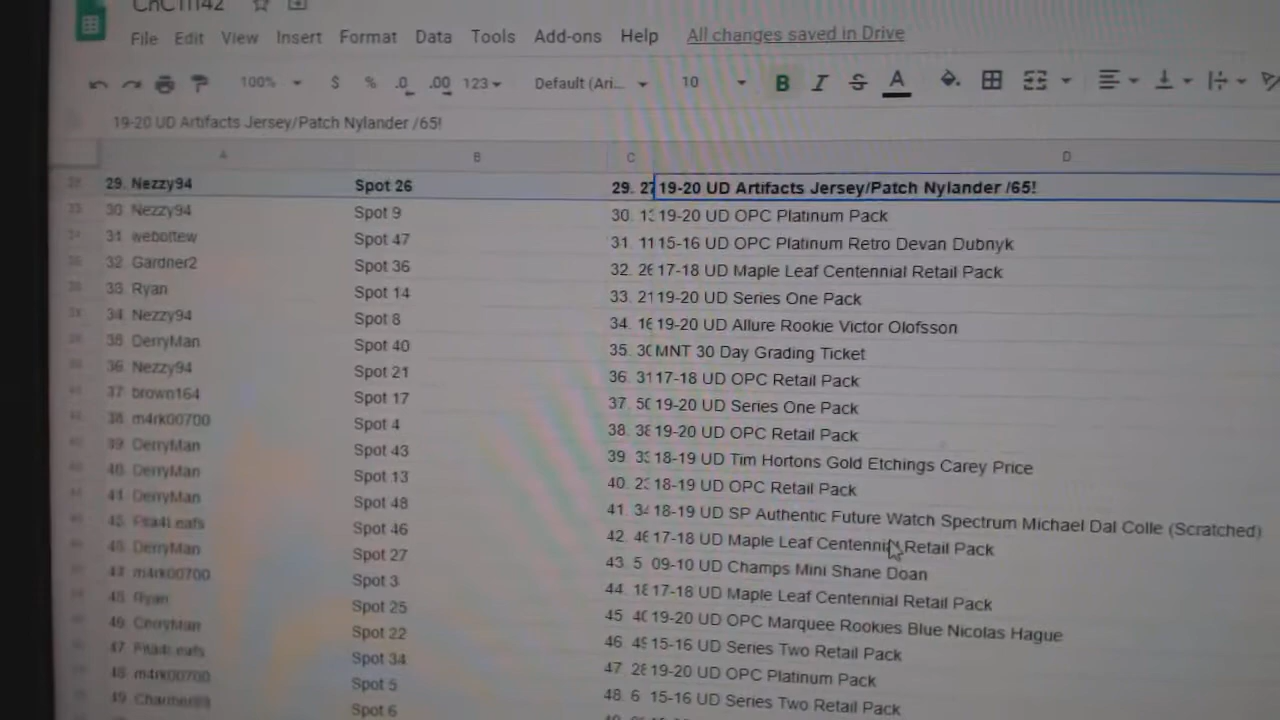 File Edit View Insert Format Data Tools Add-ons Help All changes saved in Drive
100% $ % .0 .00 123 Default (Ari... 10 B I S A
19-20 UD Artifacts Jersey/Patch Nylander /65!
A B C D
29. Nezzy94 Spot 26 29. 27 19-20 UD Artifacts Jersey/Patch Nylander /65!
30 Nezzy94 Spot 9 30. 19-20 UD OPC Platinum Pack
31 webottew Spot 47 31. 11 15-16 UD OPC Platinum Retro Devan Dubnyk
32 Gardner2 Spot 36 32. 26 17-18 UD Maple Leaf Centennial Retail Pack
33 Ryan Spot 14 33. 21 19-20 UD Series One Pack
34 Nezzy94 Spot 8 34. 16 19-20 UD Allure Rookie Victor Olofsson
35 DerryMan Spot 40 35. MNT 30 Day Grading Ticket
36 Nezzy94 Spot 21 36. 31 17-18 UD OPC Retail Pack
37 brown164 Spot 17 37. 19-20 UD Series One Pack
38 m4rk00700 Spot 4 38. 19-20 UD OPC Retail Pack
39 DerryMan Spot 43 39. 18-19 UD Tim Hortons Gold Etchings Carey Price
40 DerryMan Spot 13 40. 18-19 UD OPC Retail Pack
41 DerryMan Spot 48 41. 18-19 UD SP Authentic Future Watch Spectrum Michael Dal Colle (Scratched)
Spot 46 42. 17-18 UD Maple Leaf Centennial Retail Pack
DerryMan Spot 27 43. 5 09-10 UD Champs Mini Shane Doan
m4rk00700 Spot 3 44. 17-18 UD Maple Leaf Centennial Retail Pack
Ryan Spot 25 45. 19-20 UD OPC Marquee Rookies Blue Nicolas Hague
DerryMan Spot 22 46. 15-16 UD Series Two Retail Pack
47 Spot 34 47. 19-20 UD OPC Platinum Pack
48 m4rk00700 Spot 5 48. 6 15-16 UD Series Two Retail Pack
49 Spot 6